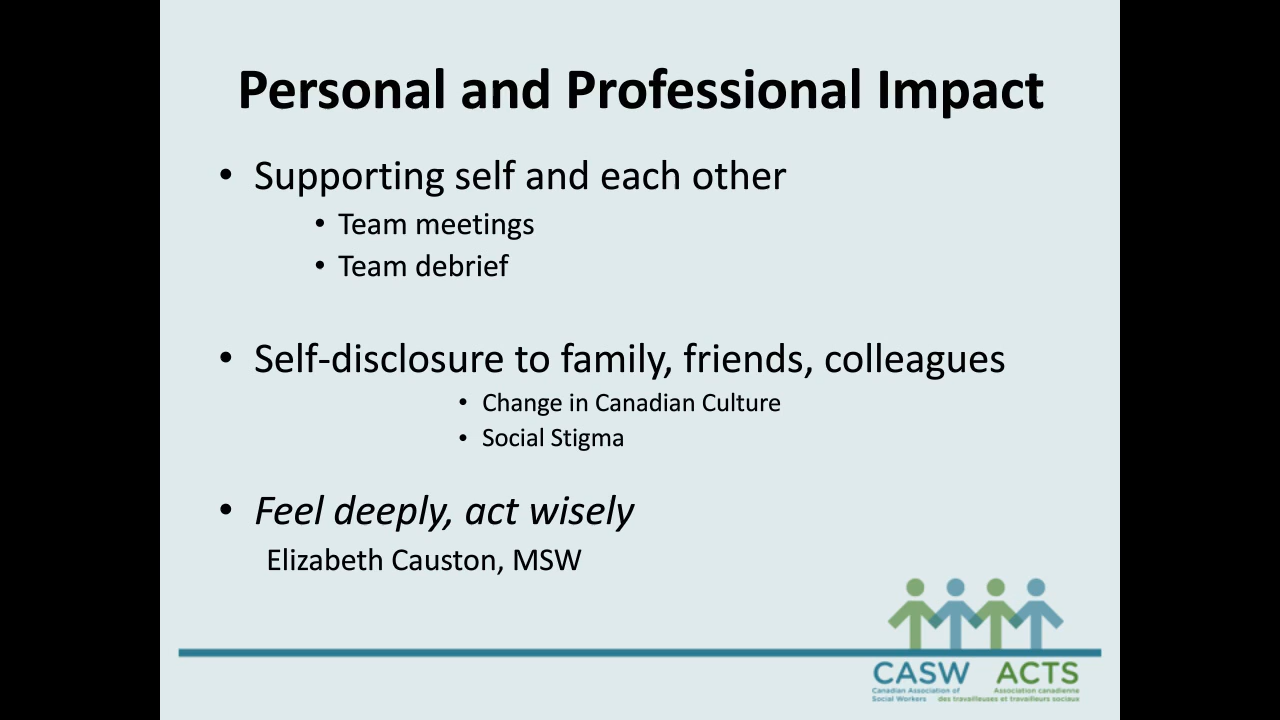 Personal and Professional Impact
• Supporting self and each other
• Team meetings
• Team debrief
• Self-disclosure to family, friends, colleagues
• Change in Canadian Culture
• Social Stigma
• Feel deeply, act wisely
Elizabeth Causton, MSW
CASW ACTS
Canadian Association of Association canadienne
Social Workers des travailleuses et travailleurs sociaux